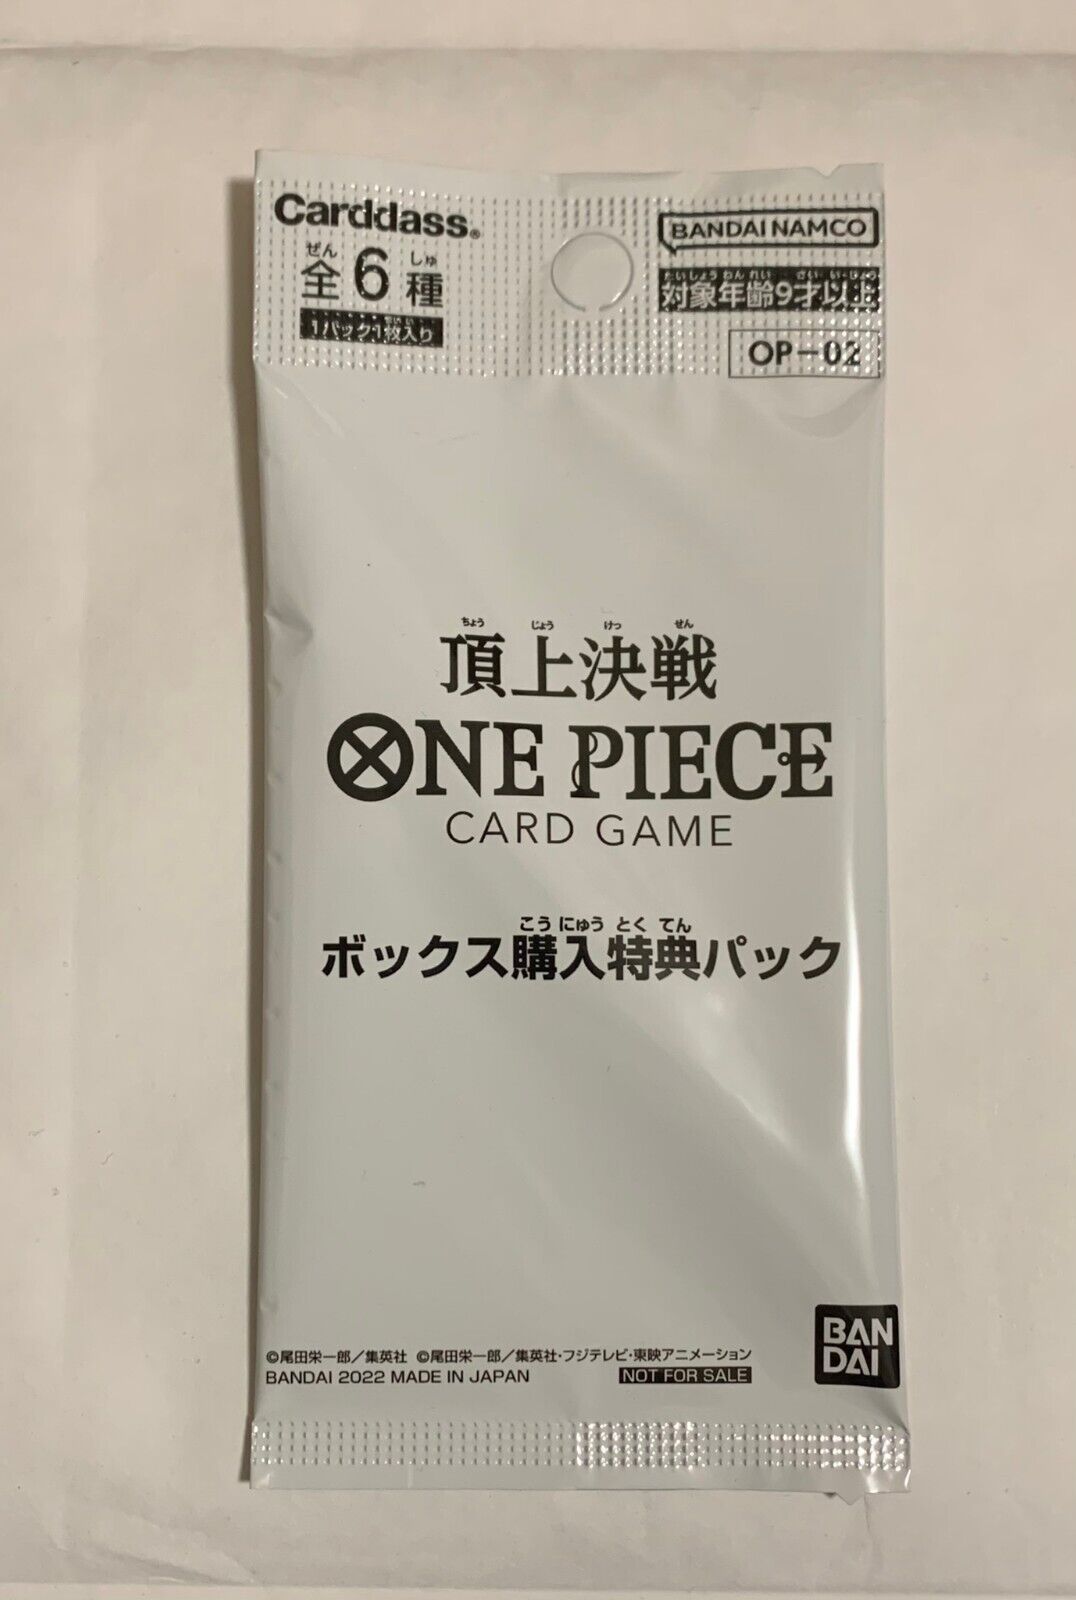 Carddass®
ぜん しゅ
全6種
1パック1枚入り
BANDAI NAMCO
たいしょう ねん れい さい い じょう
対象年齢9才以上
OP-02
ちょう じょう けっ せん
頂上決戦
ONE PIECE
CARD GAME
こう にゅう とく てん
ボックス購入特典パック
©尾田栄一郎/集英社 ©尾田栄一郎/集英社・フジテレビ・東映アニメーション
BANDAI 2022 MADE IN JAPAN NOT FOR SALE
BAN
DAI